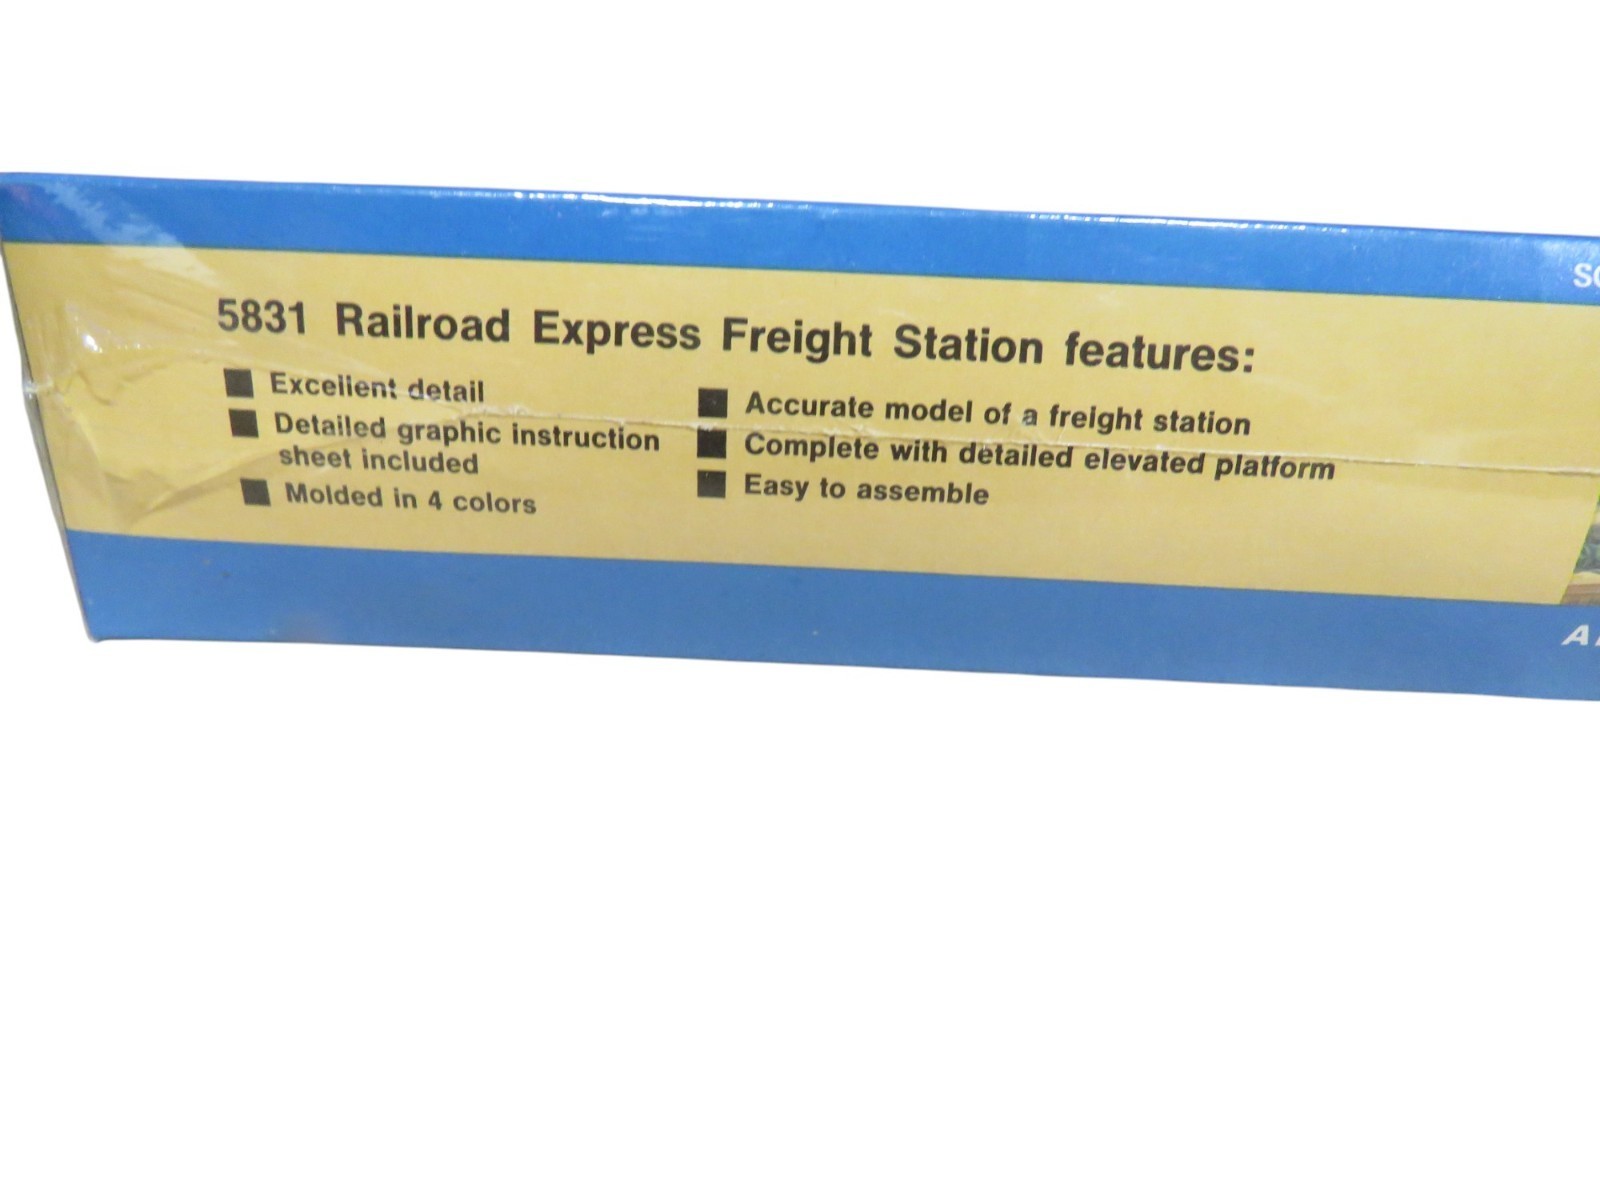 5831 Railroad Express Freight Station features:
■ Excellent detail
■ Detailed graphic instruction
sheet included
■ Molded in 4 colors
■ Accurate model of a freight station
■ Complete with detailed elevated platform
■ Easy to assemble